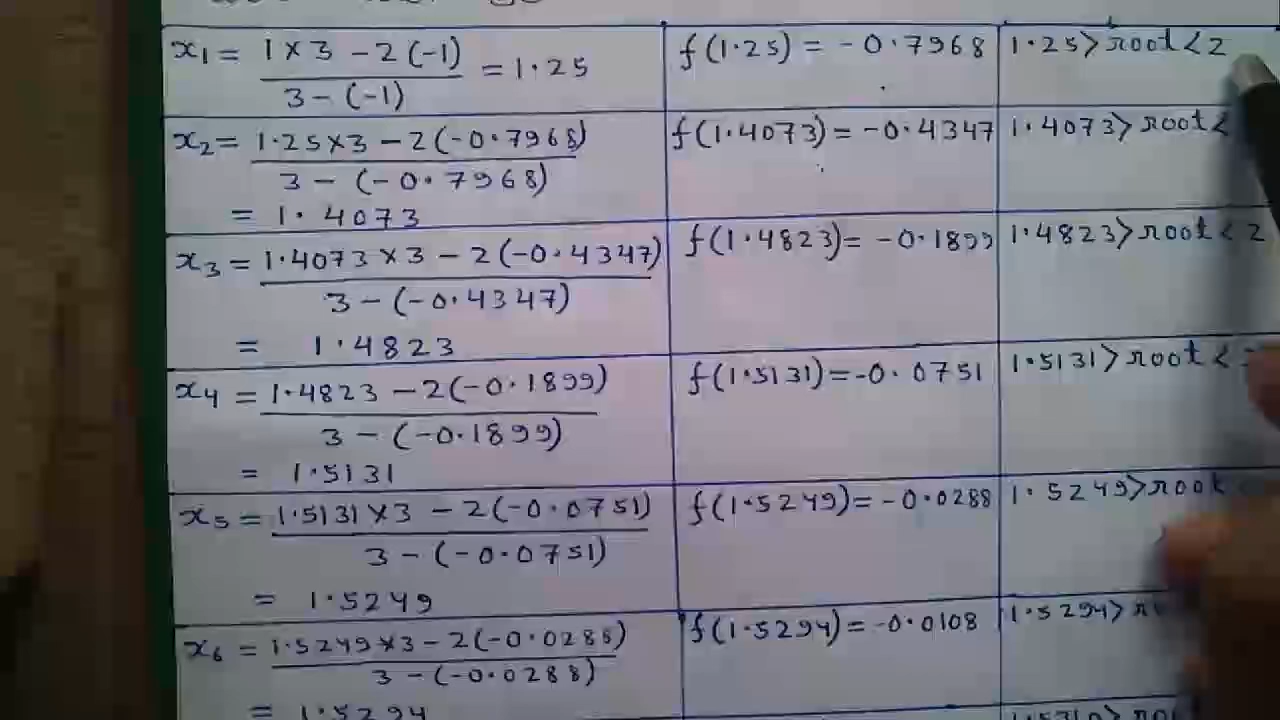 x1 = 1 × 3 − 2 (−1) / 3 − (−1) = 1.25
f(1.25) = −0.7968
1.25 > root < 2
x2 = 1.25×3 − 2(−0.7968) / 3 − (−0.7968)
= 1.4073
f(1.4073) = −0.4347
1.4073 > root <
x3 = 1.4073 × 3 − 2(−0.4347) / 3 − (−0.4347)
= 1.4823
f(1.4823) = −0.1899
1.4823 > root < 2
x4 = 1.4823 − 2(−0.1899) / 3 − (−0.1899)
= 1.5131
f(1.5131) = −0.0751
1.5131 > root <
x5 = 1.5131 × 3 − 2(−0.0751) / 3 − (−0.0751)
= 1.5249
f(1.5249) = −0.0288
1.5249 > root
x6 = 1.5249 × 3 − 2(−0.0288) / 3 − (−0.0288)
= 1.5294
f(1.5294) = −0.0108
1.5294 >